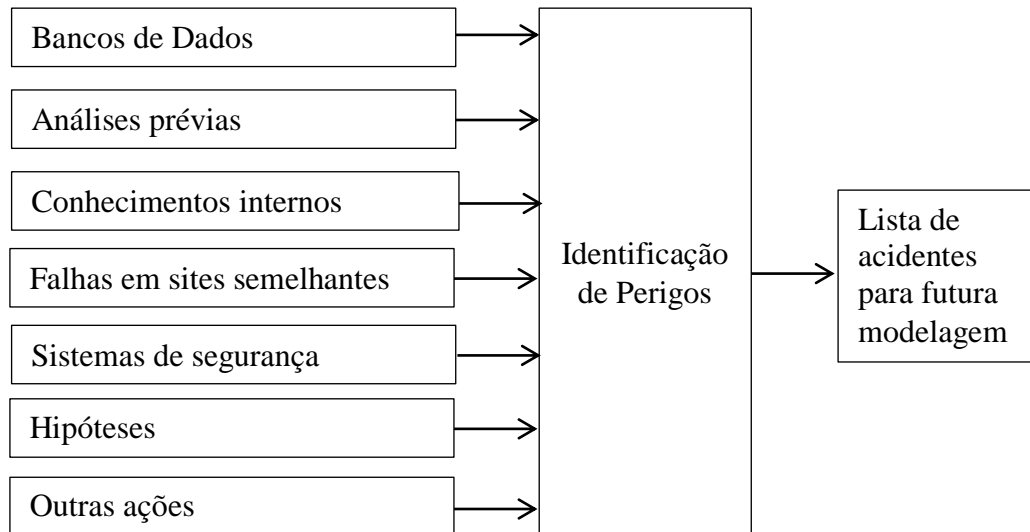 Bancos de Dados
Análises prévias
Conhecimentos internos
Falhas em sites semelhantes
Sistemas de segurança
Hipóteses
Outras ações
Identificação
de Perigos
Lista de
acidentes
para futura
modelagem